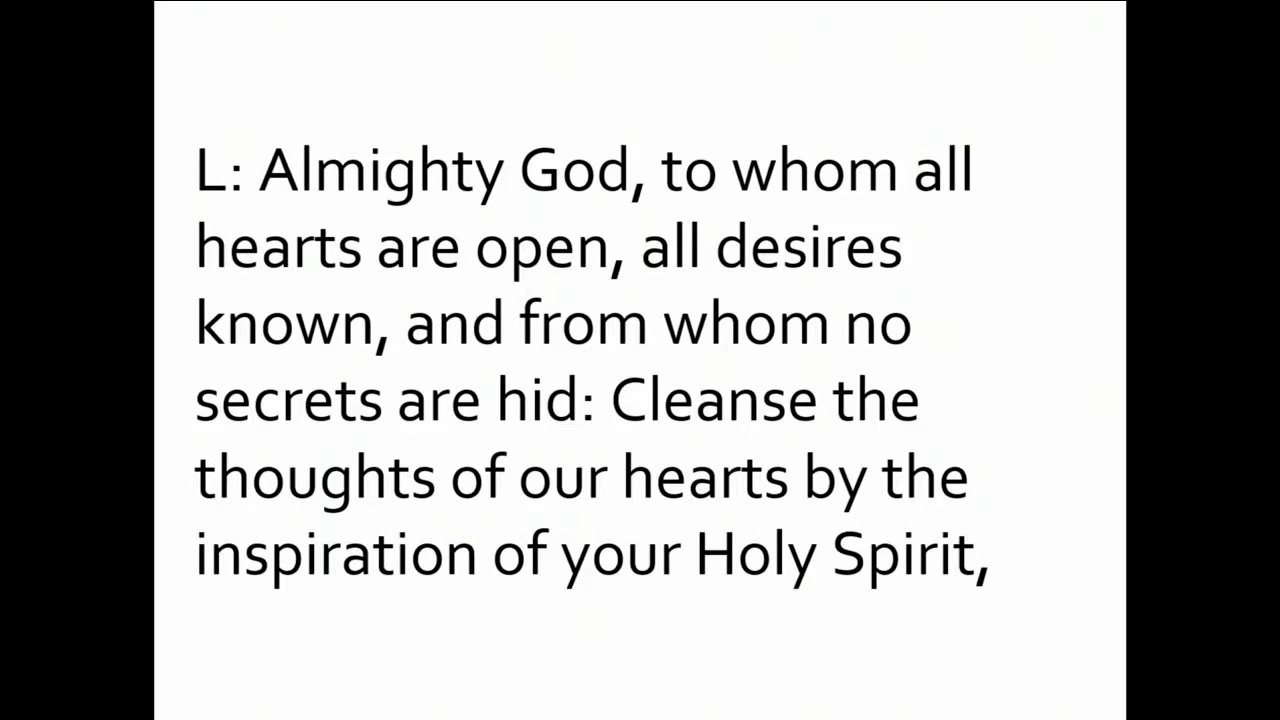 L: Almighty God, to whom all
hearts are open, all desires
known, and from whom no
secrets are hid: Cleanse the
thoughts of our hearts by the
inspiration of your Holy Spirit,